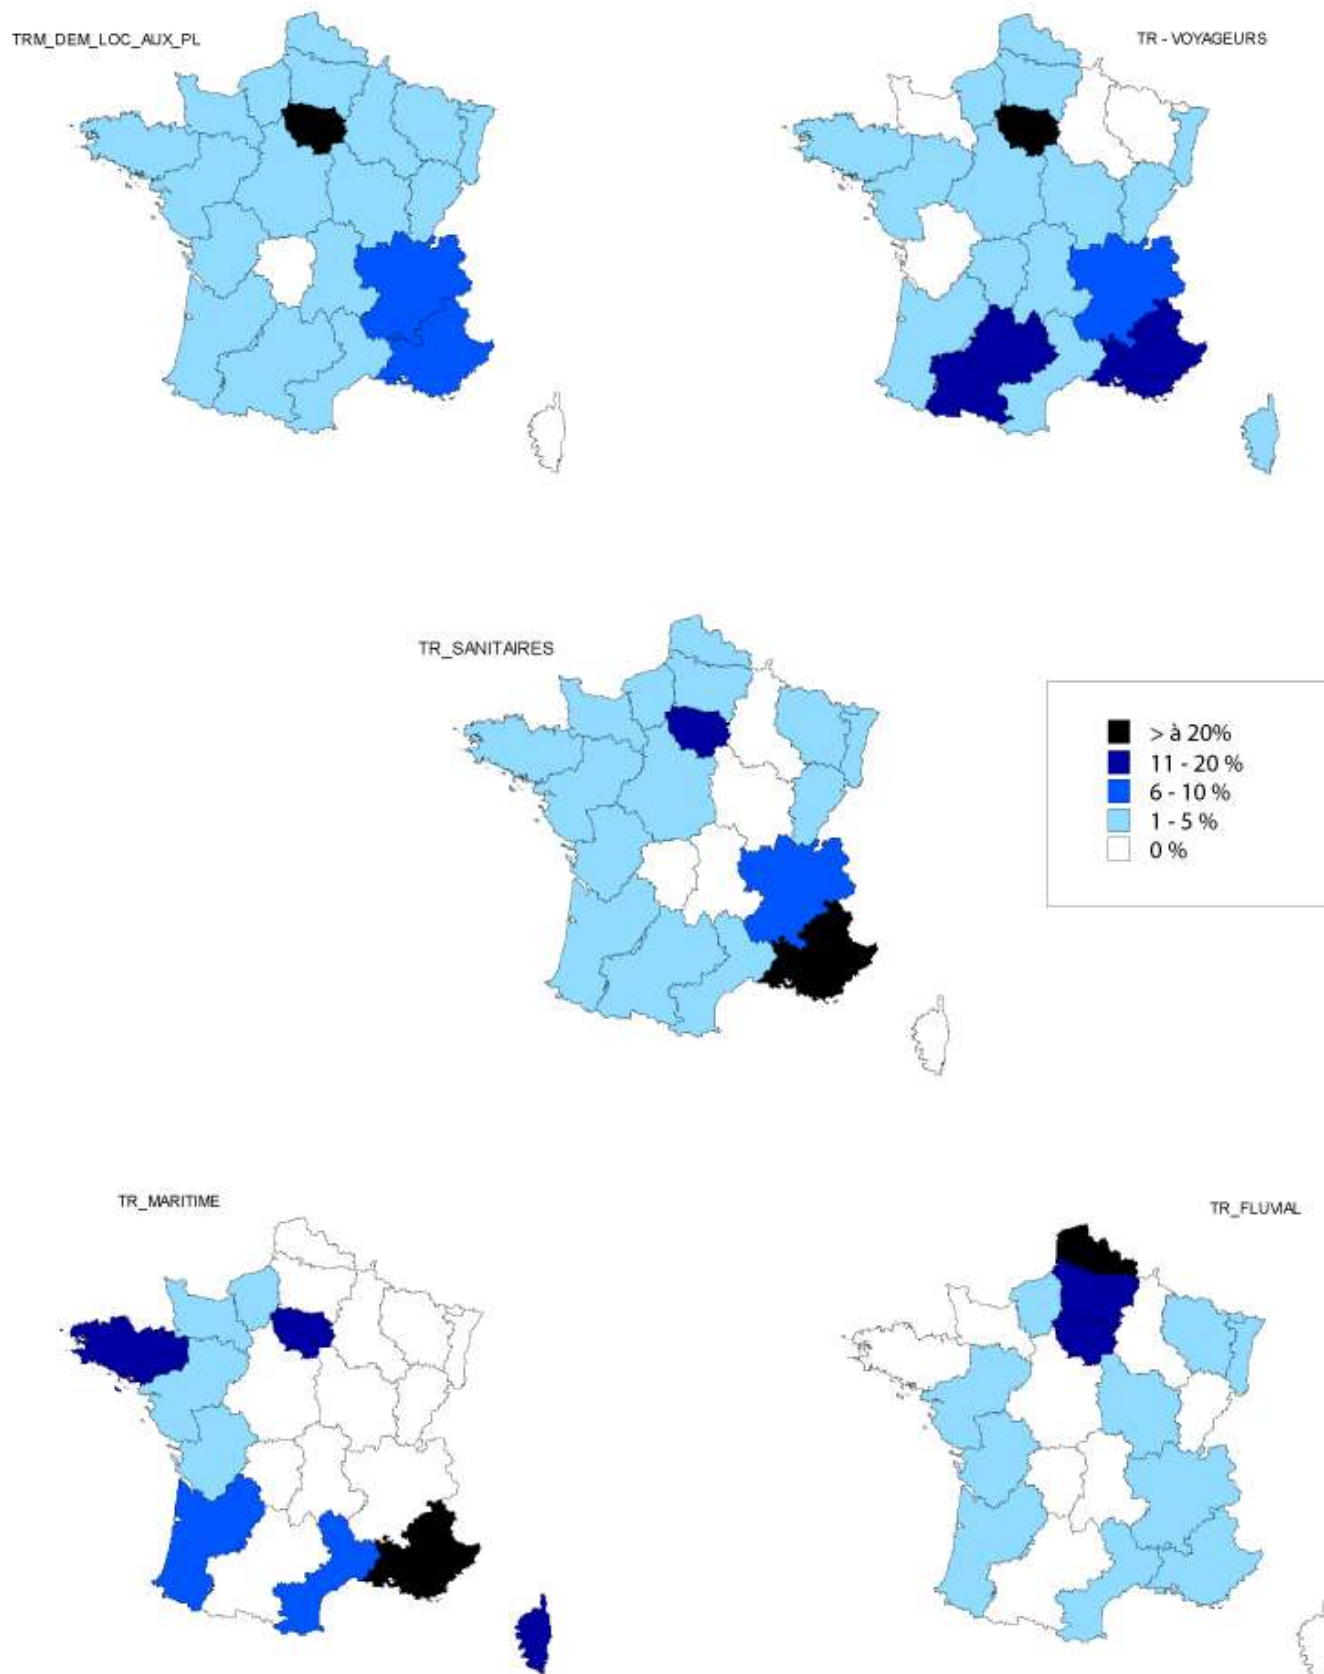 TRM_DEM_LOC_AUX_PL
TR - VOYAGEURS
TR_SANITAIRES
> à 20%
11 - 20 %
6 - 10 %
1 - 5 %
0 %
TR_MARITIME
TR_FLUVIAL